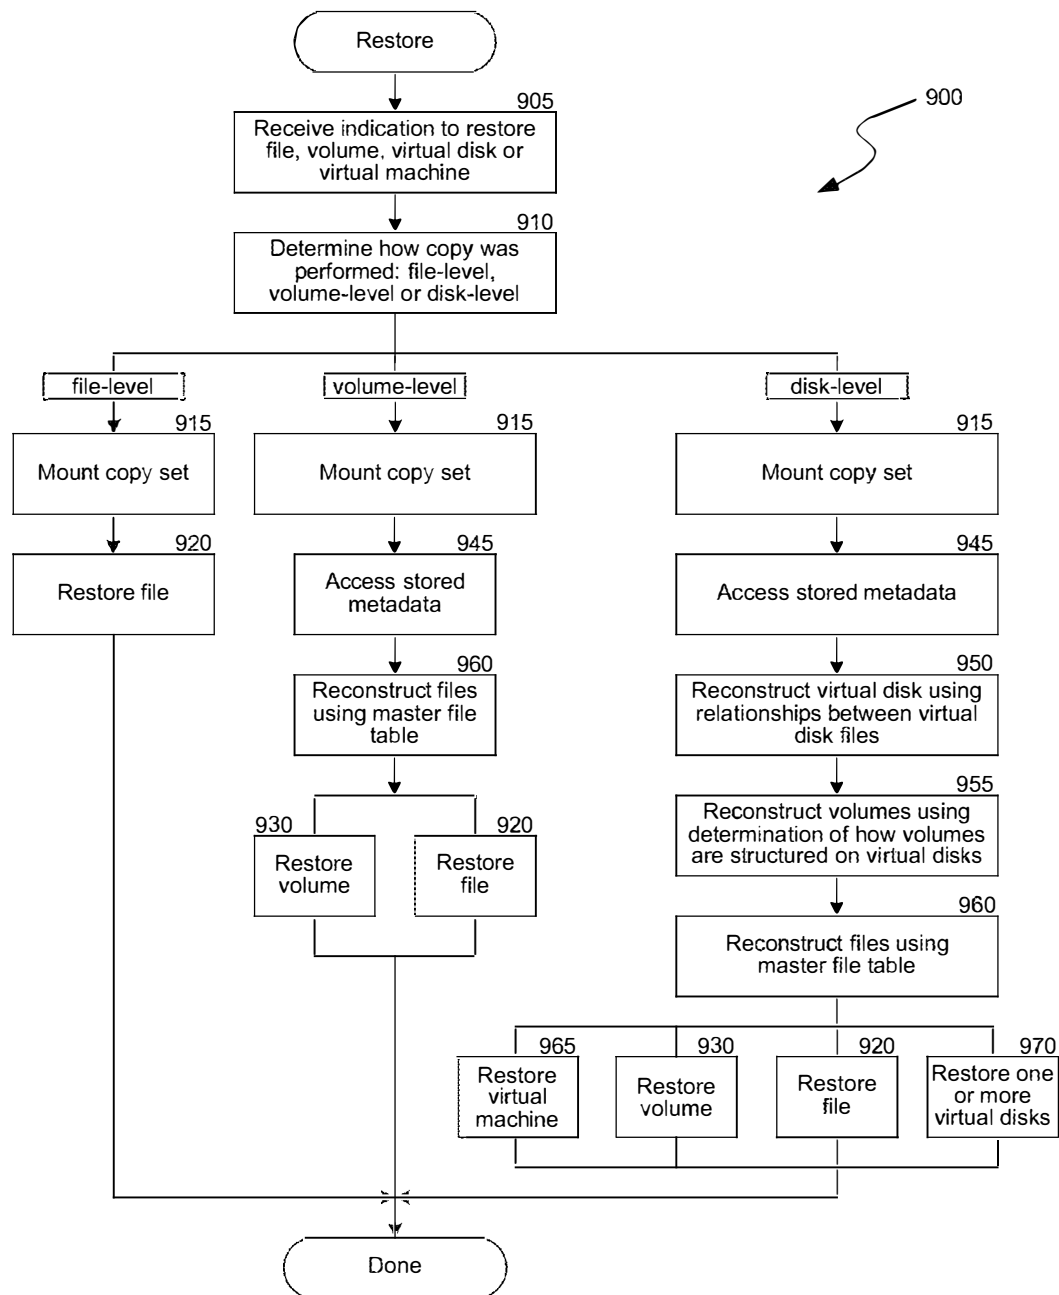 Restore
900
905
Receive indication to restore
file, volume, virtual disk or
virtual machine
910
Determine how copy was
performed: file-level,
volume-level or disk-level
file-level
volume-level
disk-level
915
Mount copy set
915
Mount copy set
915
Mount copy set
920
Restore file
945
Access stored
metadata
945
Access stored metadata
960
Reconstruct files
using master file
table
950
Reconstruct virtual disk using
relationships between virtual
disk files
955
Reconstruct volumes using
determination of how volumes
are structured on virtual disks
930
Restore
volume
920
Restore
file
960
Reconstruct files using
master file table
965
Restore
virtual
machine
930
Restore
volume
920
Restore
file
970
Restore one
or more
virtual disks
Done